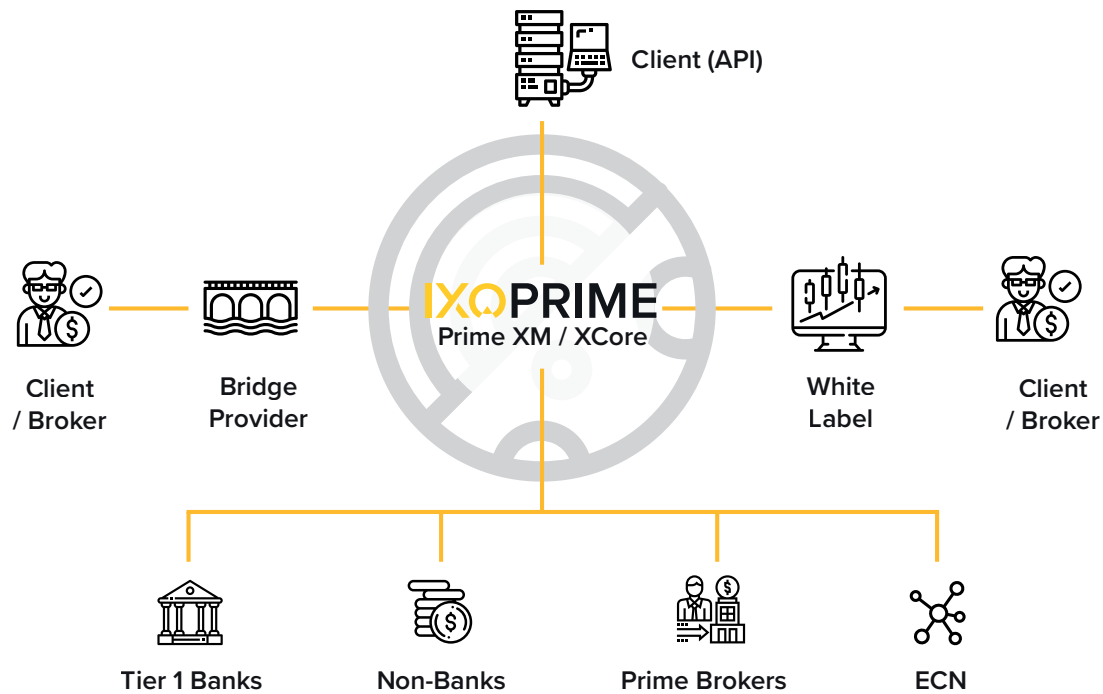 Client (API)
IXOPRIME
Prime XM / XCore
Client
/ Broker
Bridge
Provider
White
Label
Client
/ Broker
Tier 1 Banks
Non-Banks
Prime Brokers
ECN